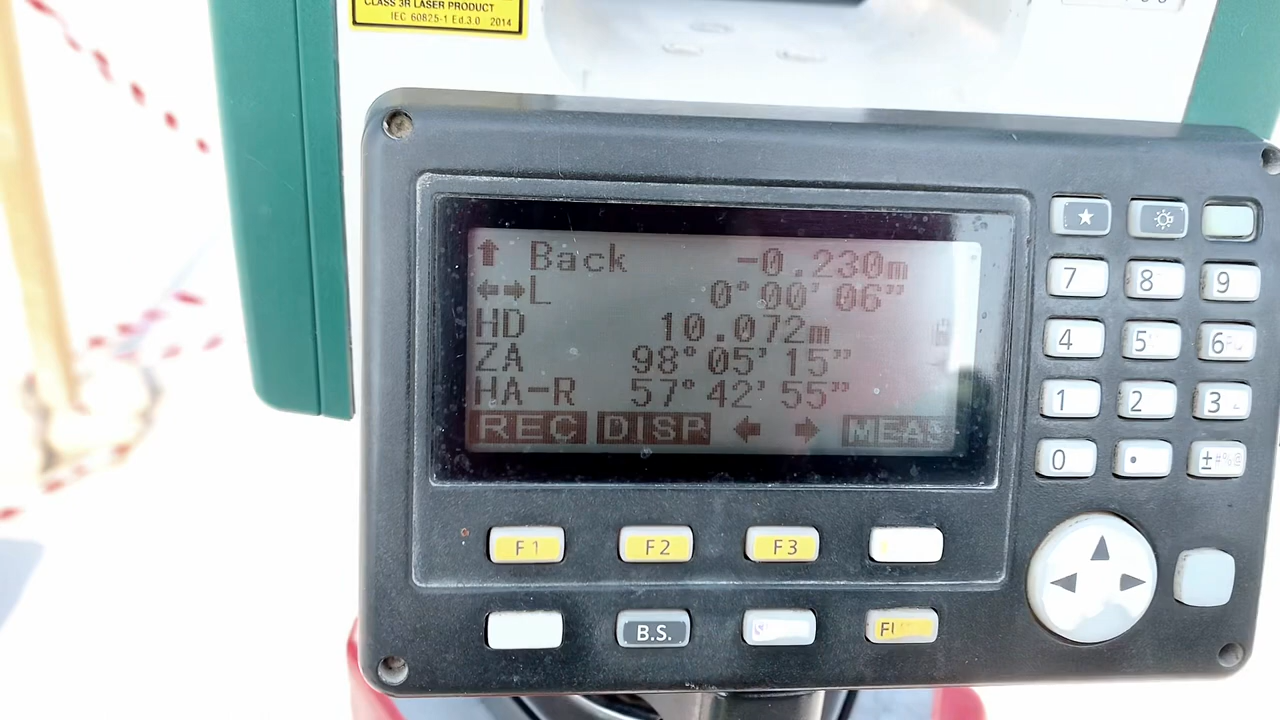 CLASS 3R LASER PRODUCT
IEC 60825-1 Ed.3.0 2014
↑ Back -0.230m
←→L 0°00'06"
HD 10.072m
ZA 98°05'15"
HA-R 57°42'55"
REC DISP ← → MEAS
7 8 9
4 5 6
1 2 3
0 • ±#%@
F1 F2 F3
B.S.